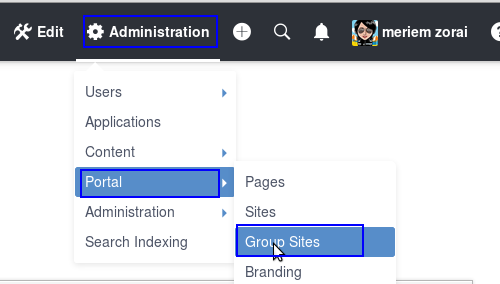 Edit Administration meriem zorai
Users
Applications
Content
Portal Pages
Administration Sites
Search Indexing Group Sites
Branding